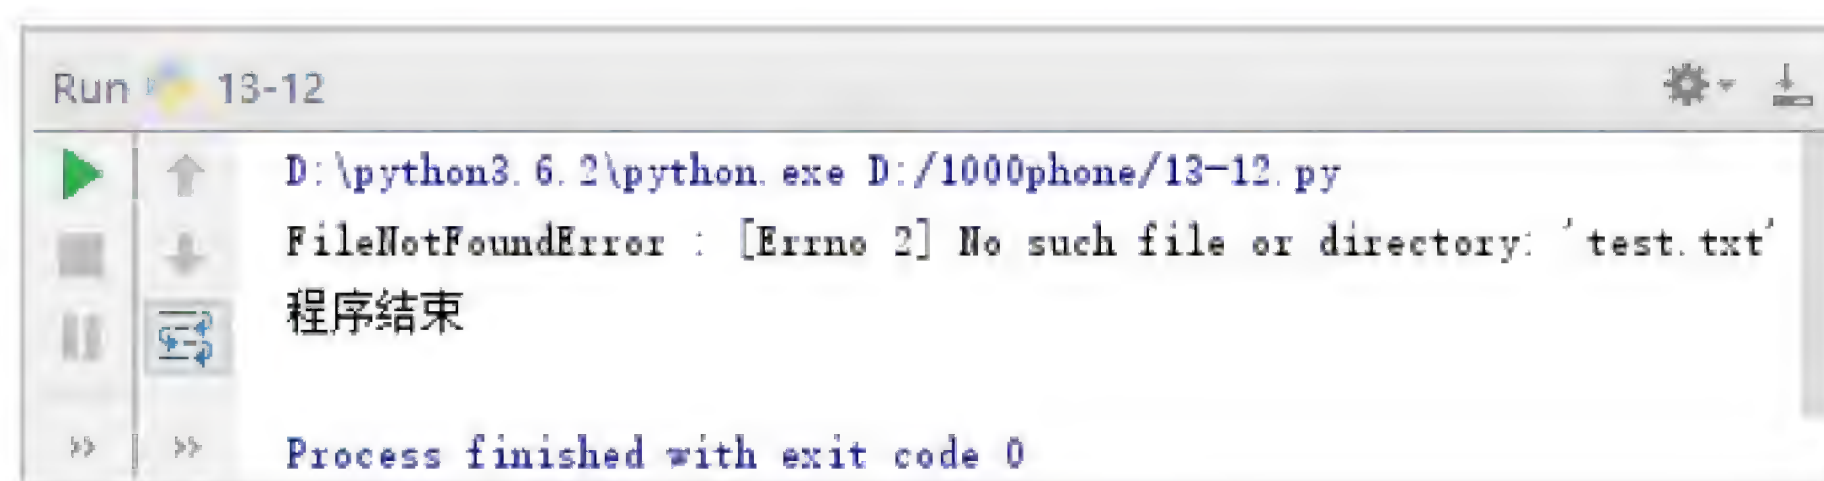 Run 13-12
D:\python3.6.2\python.exe D:/1000phone/13-12.py
FileNotFoundError : [Errno 2] No such file or directory: 'test.txt'
程序结束
Process finished with exit code 0